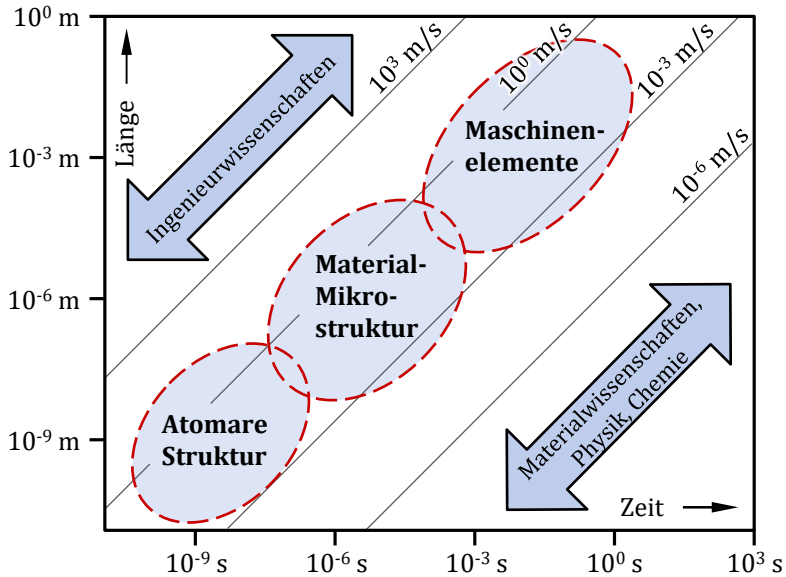 10⁰ m
10⁻³ m
10⁻⁶ m
10⁻⁹ m
Länge
Ingenieurwissenschaften
10³ m/s
10⁰ m/s
10⁻³ m/s
10⁻⁶ m/s
Maschinen-
elemente
Material-
Mikro-
struktur
Atomare
Struktur
Materialwissenschaften,
Physik, Chemie
Zeit
10⁻⁹ s
10⁻⁶ s
10⁻³ s
10⁰ s
10³ s